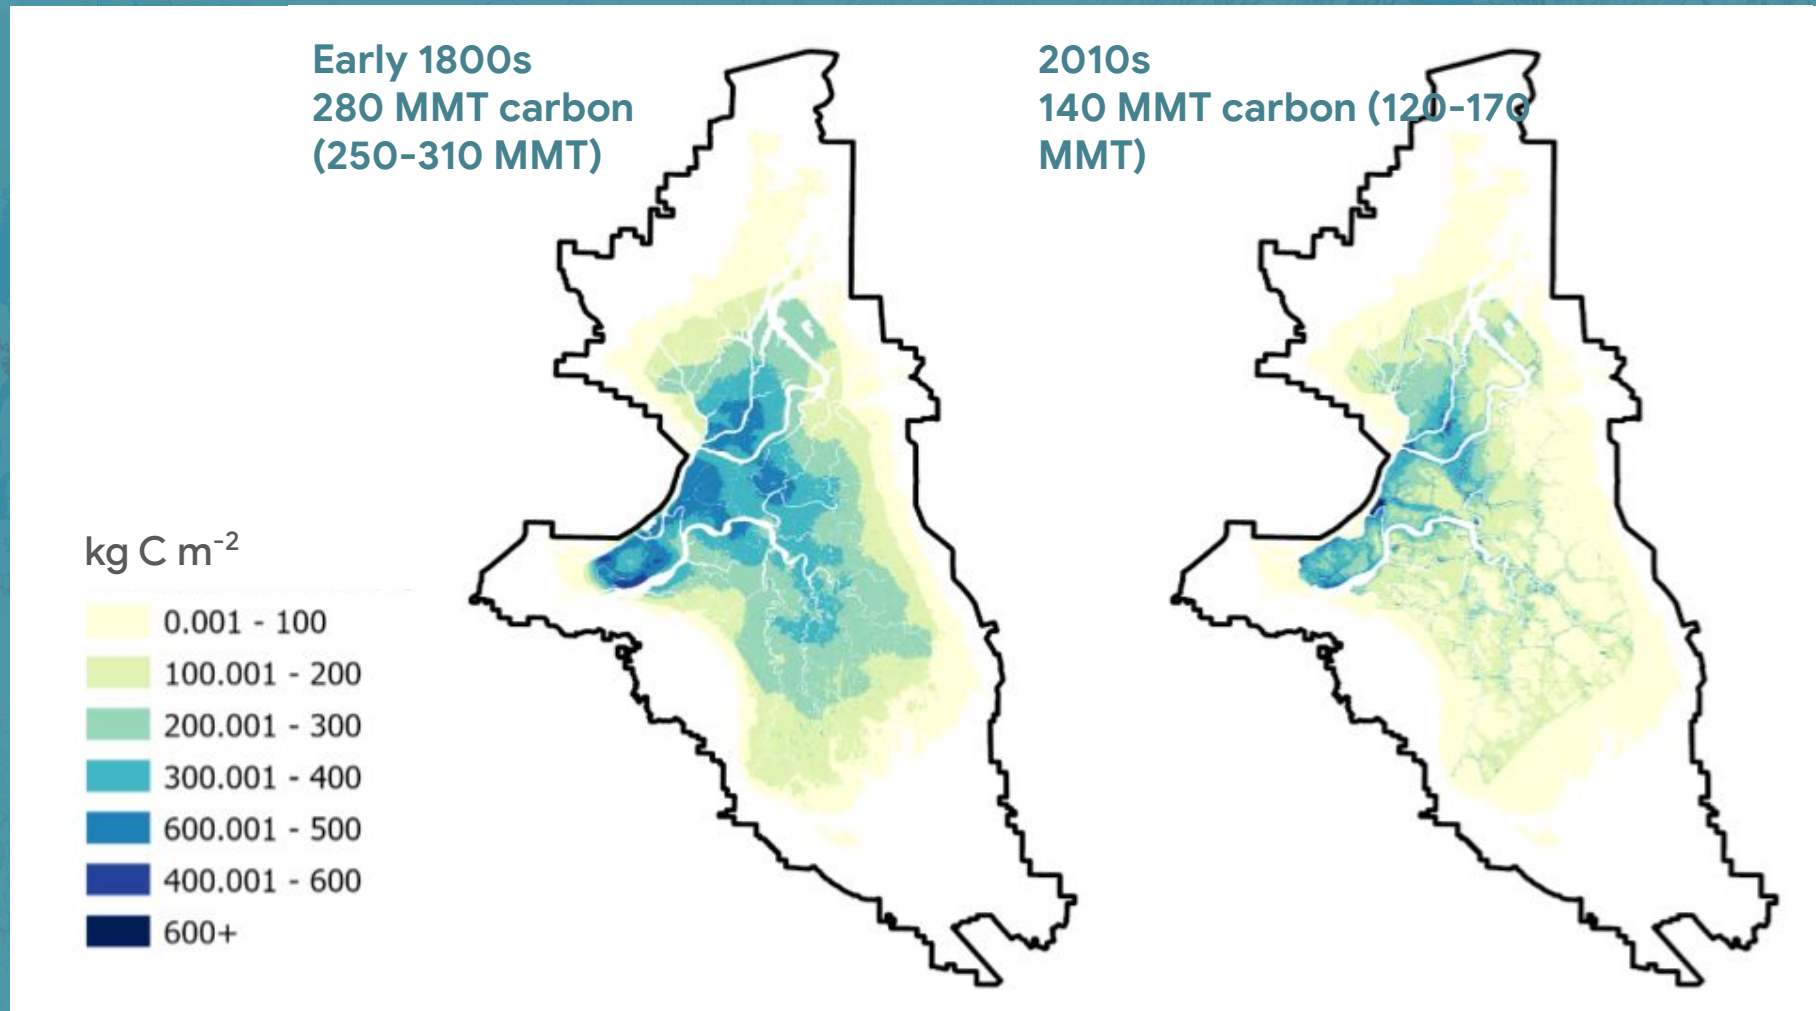 Early 1800s
280 MMT carbon
(250-310 MMT)
2010s
140 MMT carbon (120-170
MMT)
kg C m⁻²
0.001 - 100
100.001 - 200
200.001 - 300
300.001 - 400
600.001 - 500
400.001 - 600
600+